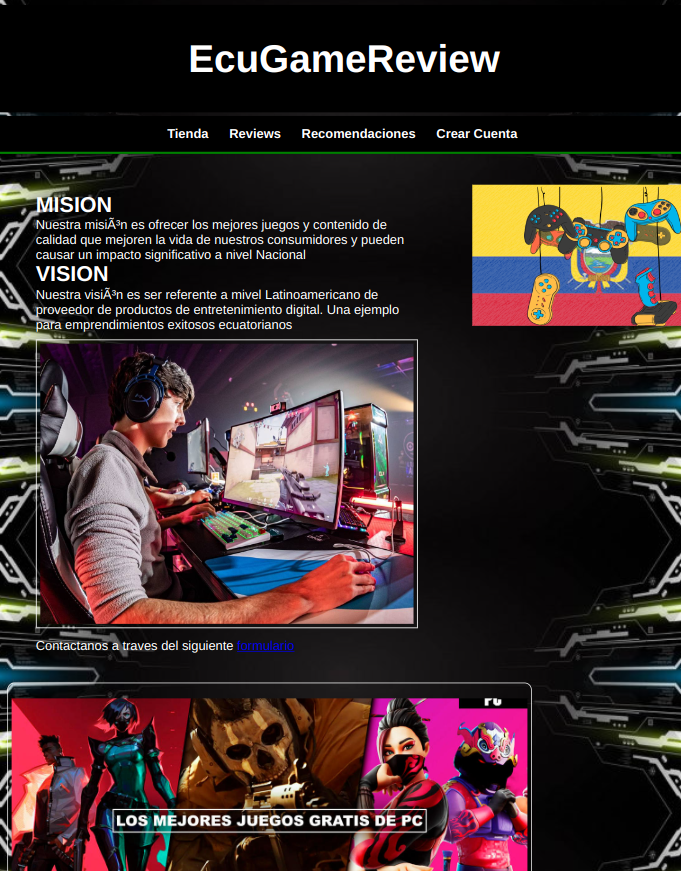 EcuGameReview
Tienda Reviews Recomendaciones Crear Cuenta
MISION
Nuestra misiÃ³n es ofrecer los mejores juegos y contenido de
calidad que mejoren la vida de nuestros consumidores y pueden
causar un impacto significativo a nivel Nacional
VISION
Nuestra visiÃ³n es ser referente a mivel Latinoamericano de
proveedor de productos de entretenimiento digital. Una ejemplo
para emprendimientos exitosos ecuatorianos
Contactanos a traves del siguiente formulario
PC
LOS MEJORES JUEGOS GRATIS DE PC